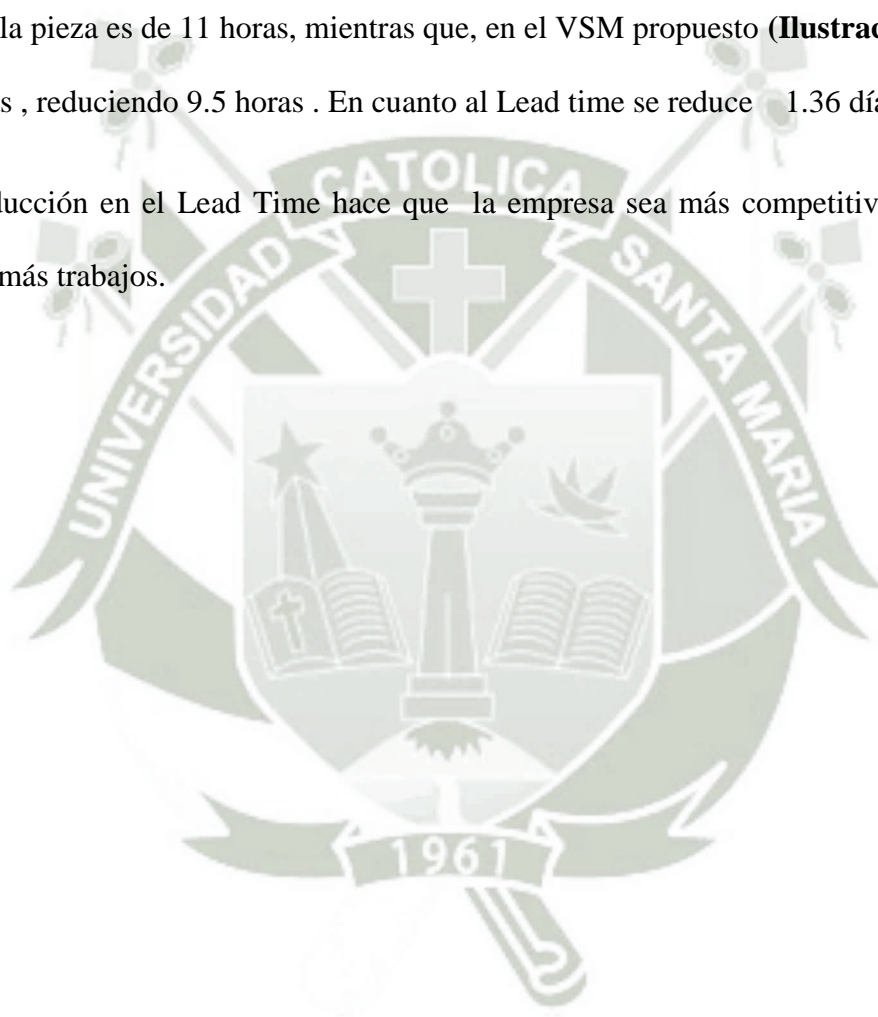 la pieza es de 11 horas, mientras que, en el VSM propuesto (Ilustrac
s , reduciendo 9.5 horas . En cuanto al Lead time se reduce 1.36 día
ducción en el Lead Time hace que la empresa sea más competitiv
más trabajos.
UNIVERSIDAD CATOLICA SANTA MARIA
1961